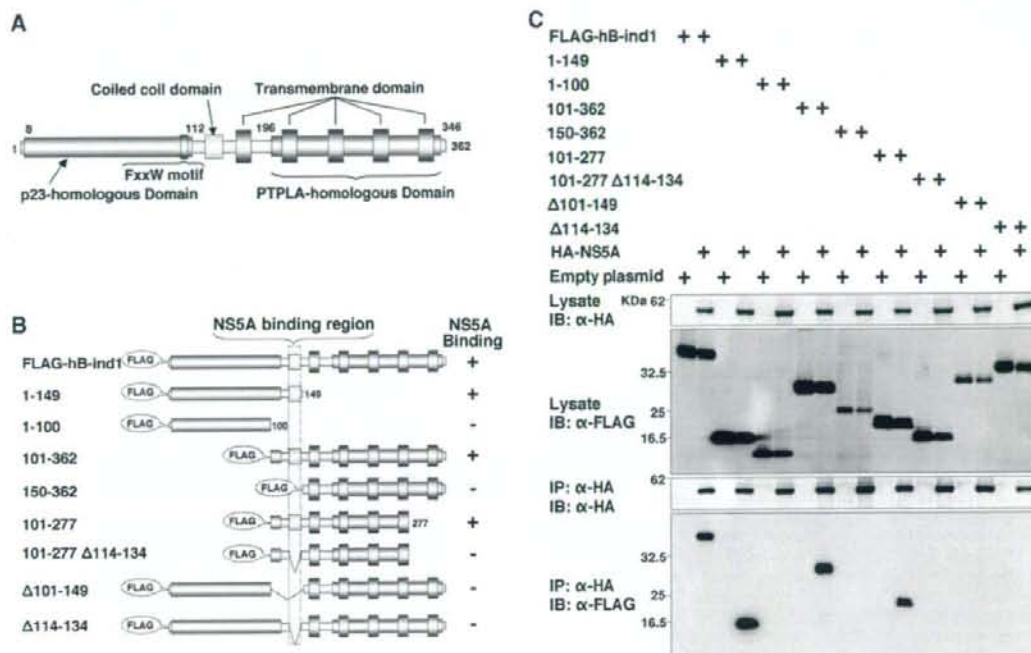 A
Coiled coil domain
Transmembrane domain
8
112
196
346
1
362
FxxW motif
p23-homologous Domain
PTPLA-homologous Domain
B
NS5A binding region
NS5A Binding
FLAG-hB-ind1 FLAG +
1-149 FLAG 149 +
1-100 FLAG 100 -
101-362 FLAG +
150-362 FLAG -
101-277 FLAG 277 +
101-277 Δ114-134 FLAG -
Δ101-149 FLAG -
Δ114-134 FLAG -
C
FLAG-hB-ind1 + +
1-149 + +
1-100 + +
101-362 + +
150-362 + +
101-277 + +
101-277 Δ114-134 + +
Δ101-149 + +
Δ114-134 + +
HA-NS5A + + + + + + + + +
Empty plasmid + + + + + + + + +
Lysate KDa 62
IB: α-HA
32.5
Lysate 25
IB: α-FLAG
16.5
62
IP: α-HA
IB: α-HA
32.5
IP: α-HA 25
IB: α-FLAG
16.5